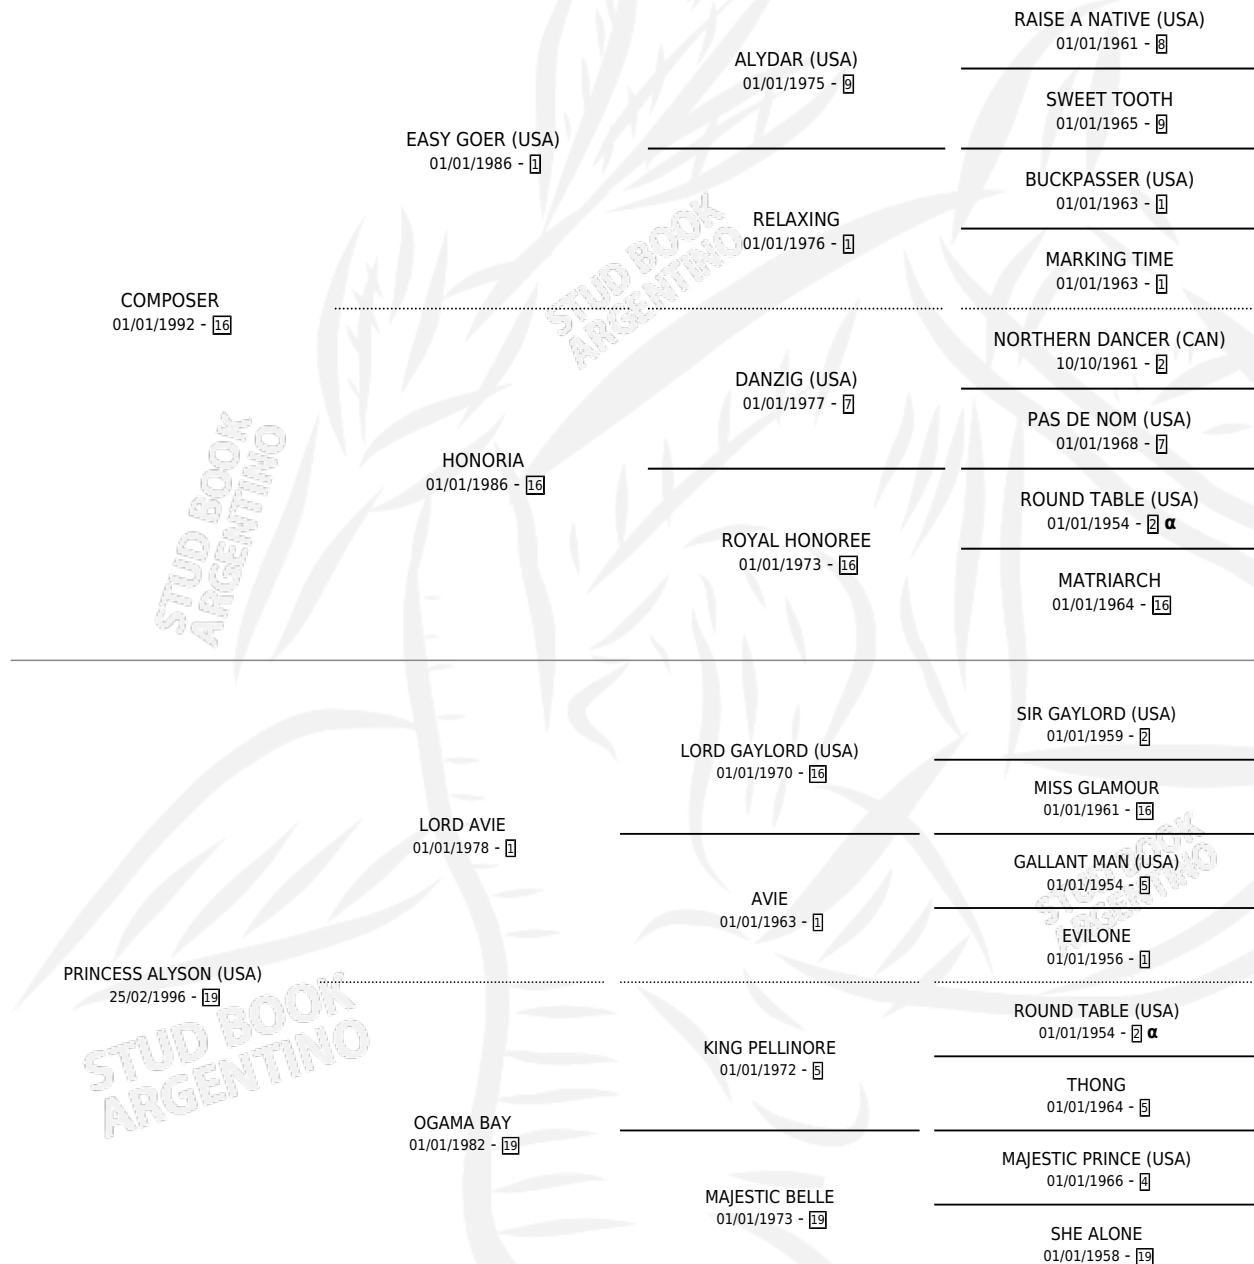 RAISE A NATIVE (USA)
01/01/1961 - 8
ALYDAR (USA)
01/01/1975 - 9
SWEET TOOTH
01/01/1965 - 9
EASY GOER (USA)
01/01/1986 - 1
BUCKPASSER (USA)
01/01/1963 - 1
RELAXING
01/01/1976 - 1
MARKING TIME
01/01/1963 - 1
COMPOSER
01/01/1992 - 16
NORTHERN DANCER (CAN)
10/10/1961 - 2
DANZIG (USA)
01/01/1977 - 7
PAS DE NOM (USA)
01/01/1968 - 7
HONORIA
01/01/1986 - 16
ROUND TABLE (USA)
01/01/1954 - 2 α
ROYAL HONOREE
01/01/1973 - 16
MATRIARCH
01/01/1964 - 16
SIR GAYLORD (USA)
01/01/1959 - 2
LORD GAYLORD (USA)
01/01/1970 - 16
MISS GLAMOUR
01/01/1961 - 16
LORD AVIE
01/01/1978 - 1
GALLANT MAN (USA)
01/01/1954 - 5
AVIE
01/01/1963 - 1
EVILONE
01/01/1956 - 1
PRINCESS ALYSON (USA)
25/02/1996 - 19
ROUND TABLE (USA)
01/01/1954 - 2 α
KING PELLINORE
01/01/1972 - 5
THONG
01/01/1964 - 5
OGAMA BAY
01/01/1982 - 19
MAJESTIC PRINCE (USA)
01/01/1966 - 4
MAJESTIC BELLE
01/01/1973 - 19
SHE ALONE
01/01/1958 - 19
STUD BOOK
ARGENTINO
STUD BOOK
ARGENTINO
STUD BOOK
ARGENTINO
STUD BOOK
ARGENTINO